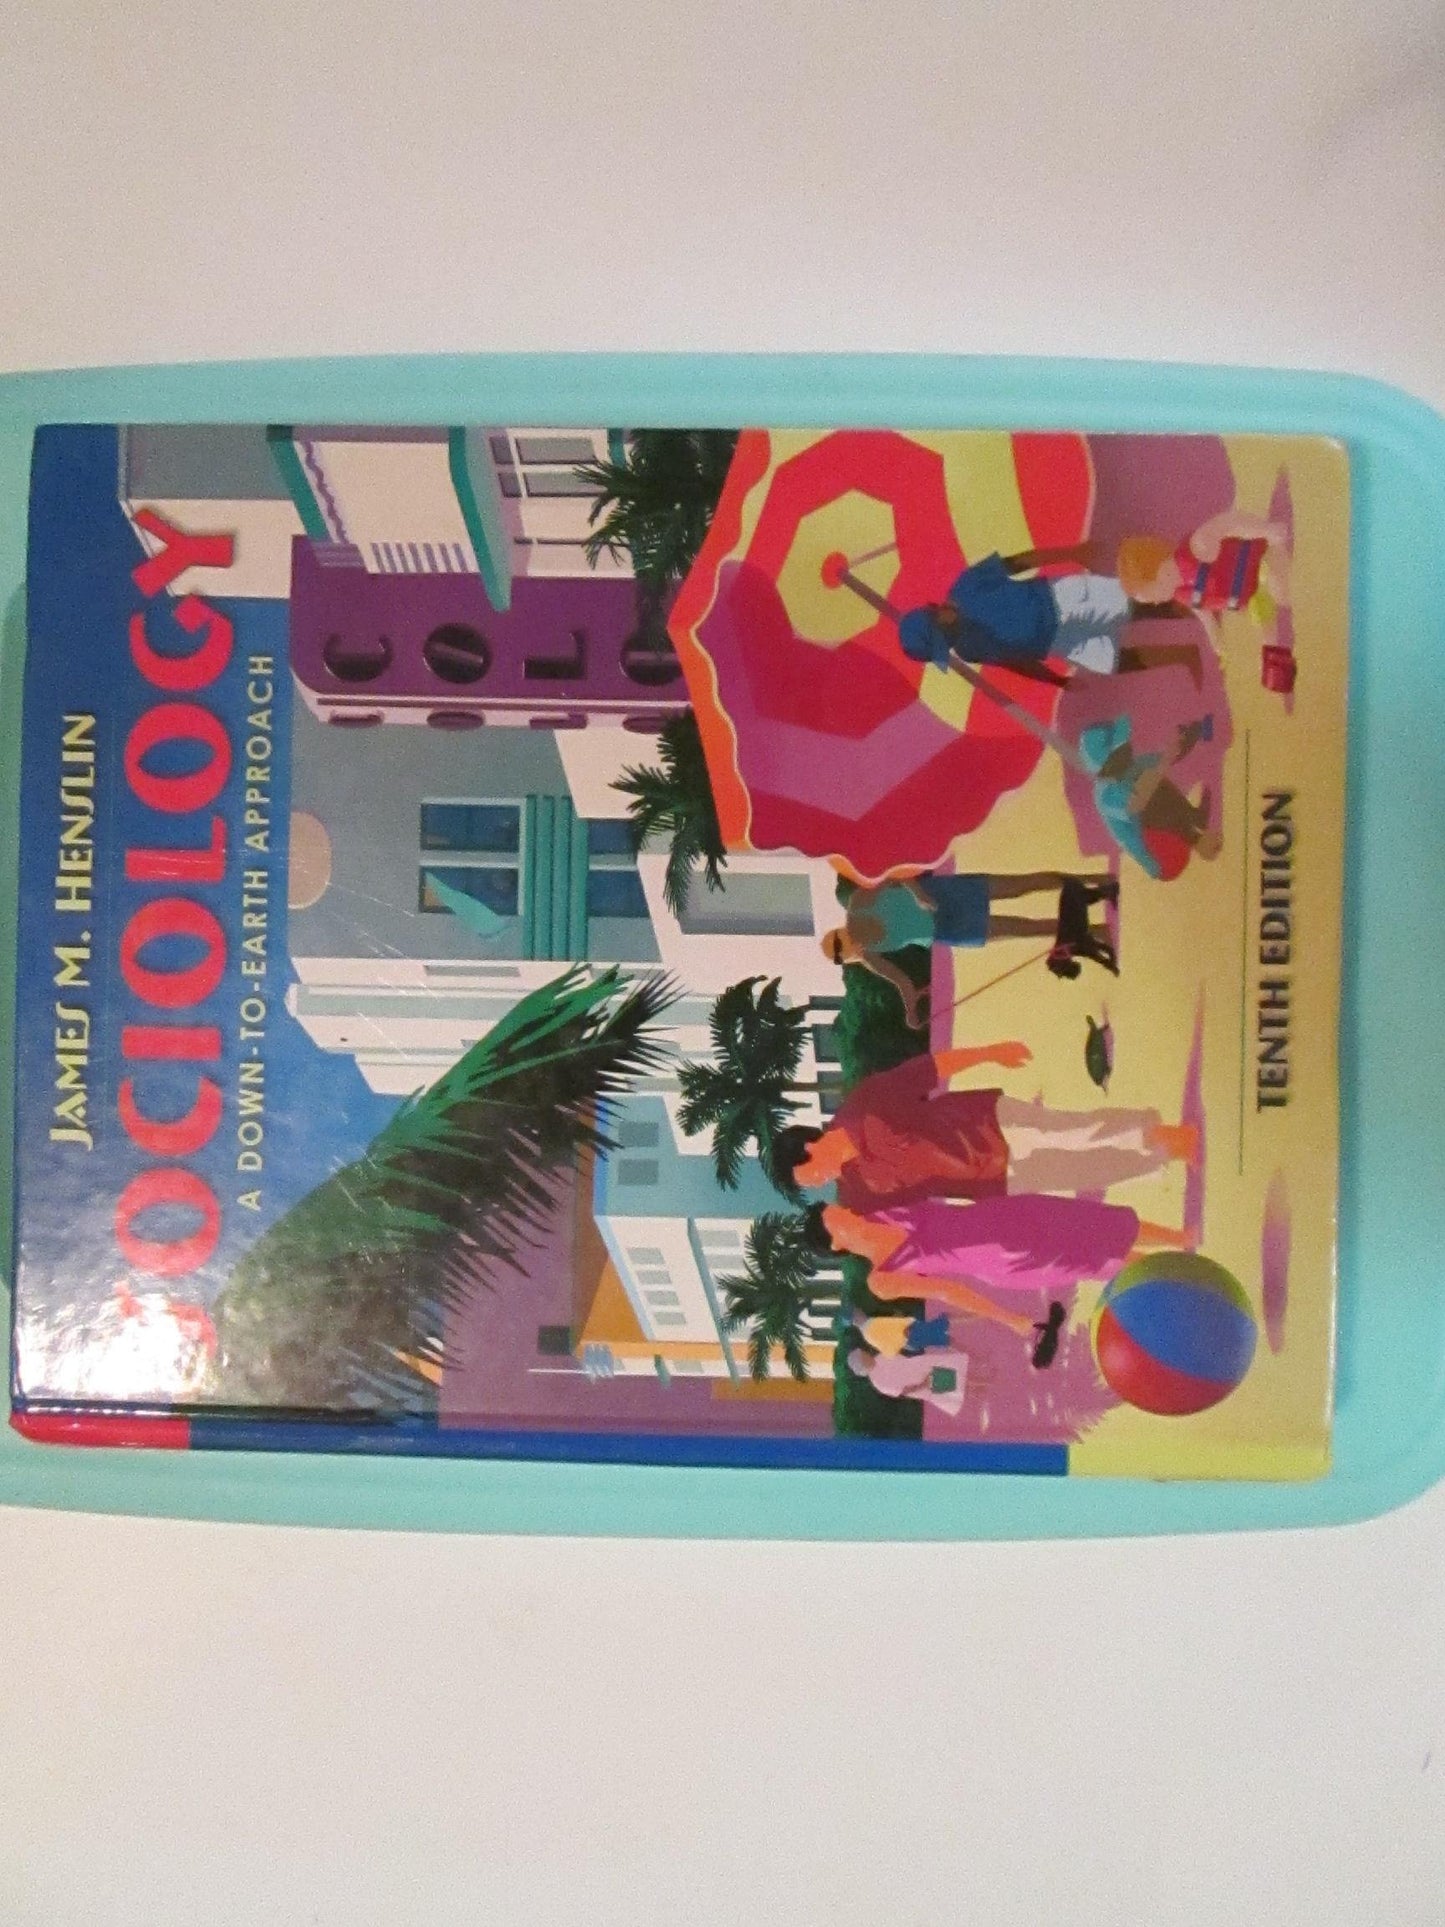 JAMES M. HENSLIN
SOCIOLOGY
A DOWN-TO-EARTH APPROACH
COLO
TENTH EDITION